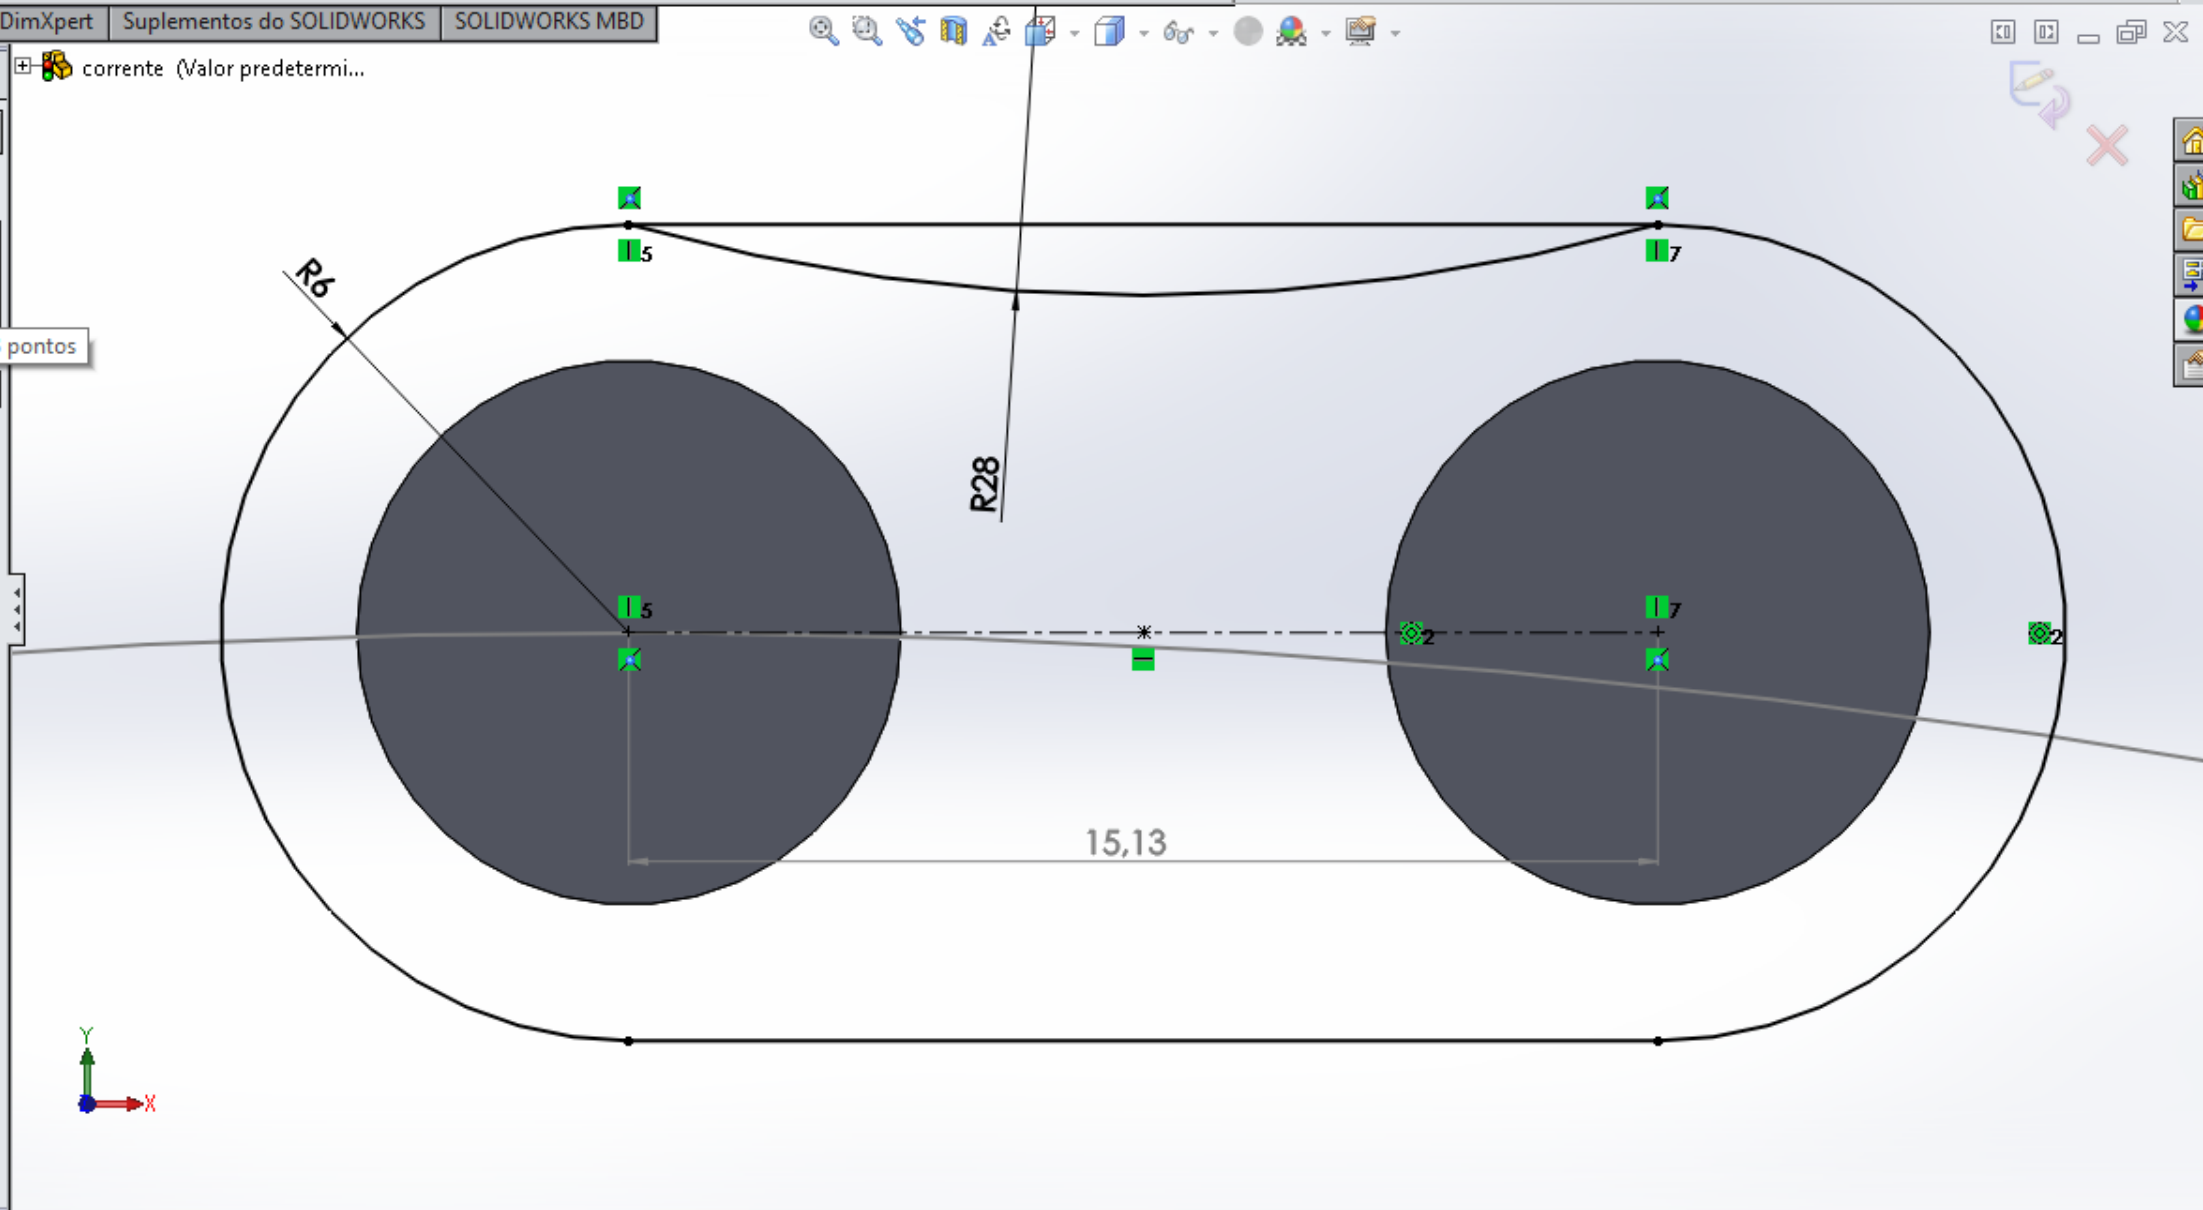 DimXpert
Suplementos do SOLIDWORKS
SOLIDWORKS MBD
corrente (Valor predetermi...
pontos
R6
R28
5
7
5
7
2
2
15,13
Y
X